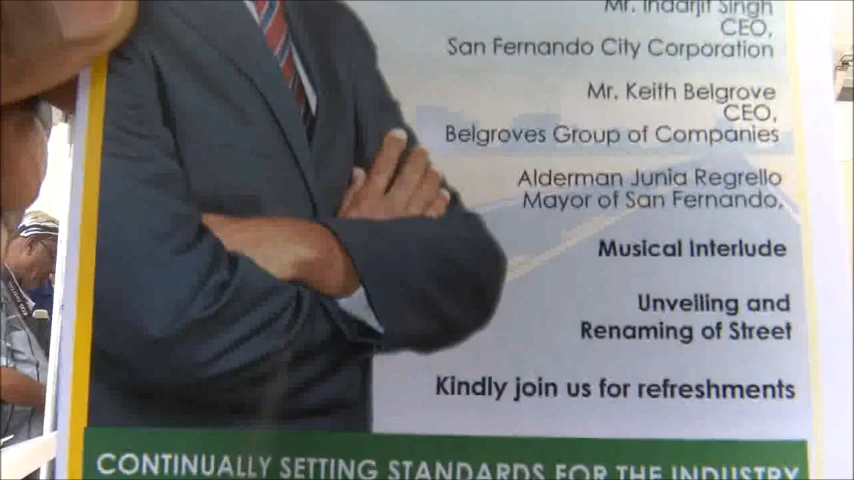 Mr. Indarjit Singh
CEO,
San Fernando City Corporation
Mr. Keith Belgrove
CEO,
Belgroves Group of Companies
Alderman Junia Regrello
Mayor of San Fernando,
Musical Interlude
Unveiling and
Renaming of Street
Kindly join us for refreshments
CONTINUALLY SETTING STANDARDS FOR THE INDUSTRY